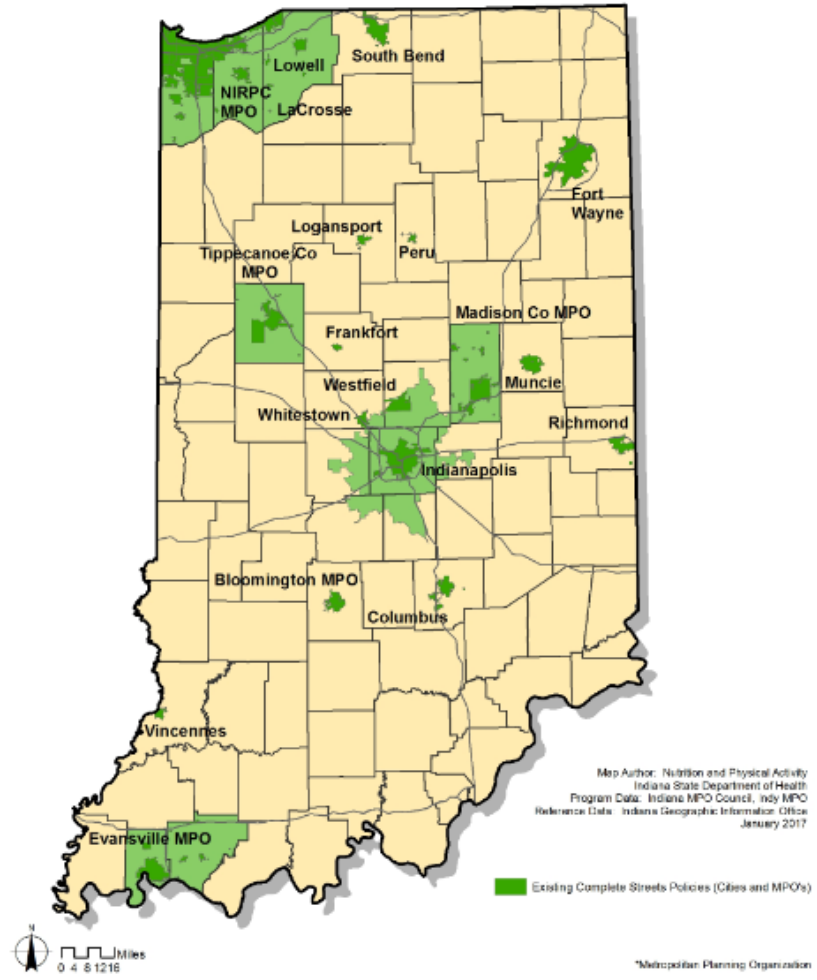 South Bend
Lowell
NIRPC
MPO
LaCrosse
Fort
Wayne
Logansport
Peru
Tippecanoe Co
MPO
Madison Co MPO
Frankfort
Westfield
Muncie
Whitestown
Richmond
Indianapolis
Bloomington MPO
Columbus
Vincennes
Evansville MPO
Map Author: Nutrition and Physical Activity
Indiana State Department of Health
Program Data: Indiana MPO Council, Indy MPO
Reference Data: Indiana Geographic Information Office
January 2017
Existing Complete Streets Policies (Cities and MPO's)
N
Miles
0 4 8 12 16
*Metropolitan Planning Organization